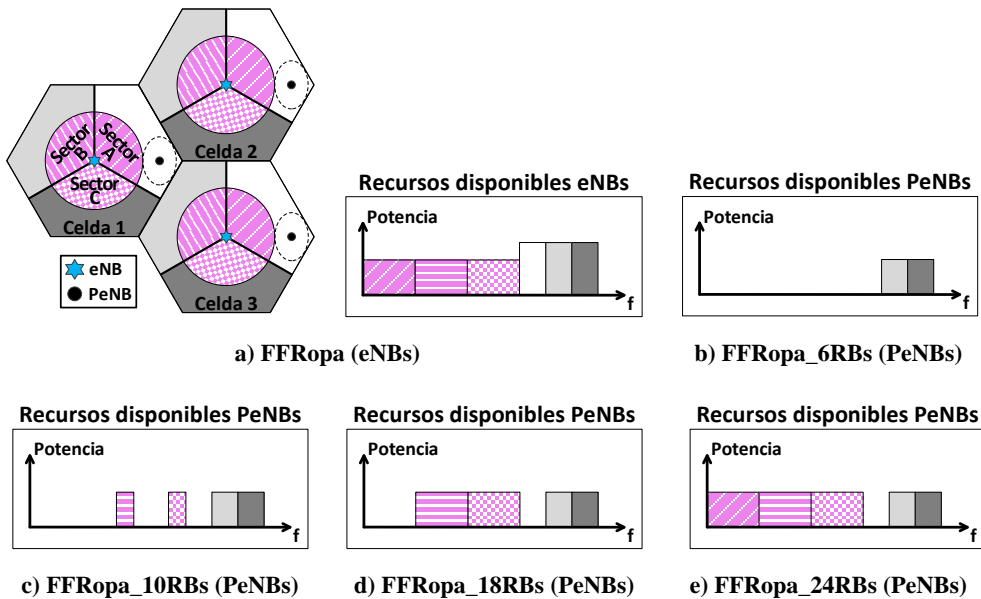 Sector B
Sector A
Sector C
Celda 1
Celda 2
Celda 3
eNB
PeNB
Recursos disponibles eNBs
Potencia
f
Recursos disponibles PeNBs
Potencia
f
a) FFRopa (eNBs)
b) FFRopa_6RBs (PeNBs)
Recursos disponibles PeNBs
Potencia
f
Recursos disponibles PeNBs
Potencia
f
Recursos disponibles PeNBs
Potencia
f
c) FFRopa_10RBs (PeNBs)
d) FFRopa_18RBs (PeNBs)
e) FFRopa_24RBs (PeNBs)